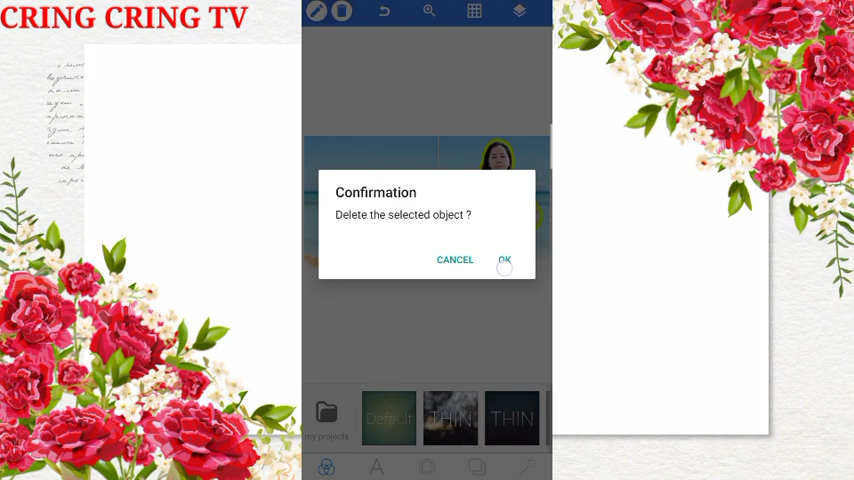 CRING CRING TV
Confirmation
Delete the selected object ?
CANCEL OK
Default
THIN
THIN
my projects
A